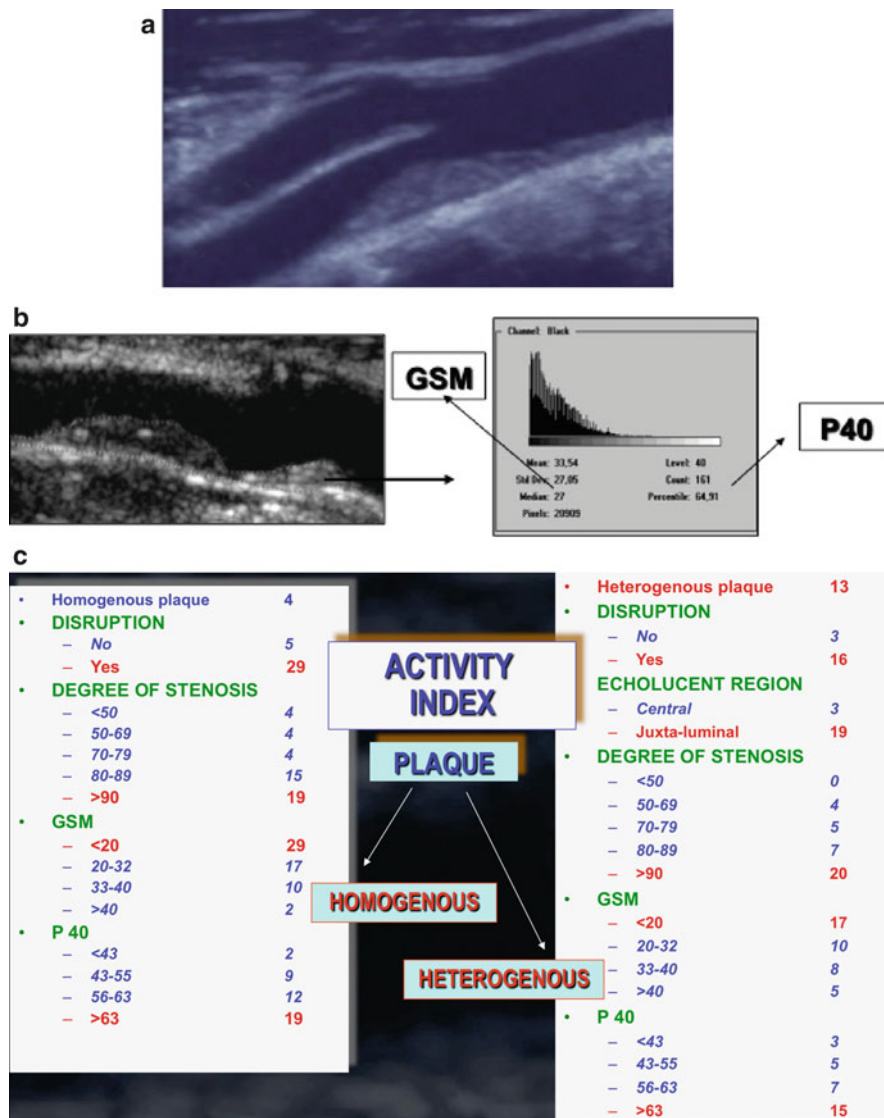 a
b
GSM
Channel: Black
Mean: 33,54
Std Dev: 27,05
Median: 27
Pixels: 20909
Level: 40
Count: 161
Percentile: 64,91
P40
c
• Homogenous plaque 4
• DISRUPTION
– No 5
– Yes 29
• DEGREE OF STENOSIS
– <50 4
– 50-69 4
– 70-79 4
– 80-89 15
– >90 19
• GSM
– <20 29
– 20-32 17
– 33-40 10
– >40 2
• P 40
– <43 2
– 43-55 9
– 56-63 12
– >63 19
ACTIVITY
INDEX
PLAQUE
HOMOGENOUS
HETEROGENOUS
• Heterogenous plaque 13
• DISRUPTION
– No 3
– Yes 16
ECHOLUCENT REGION
– Central 3
– Juxta-luminal 19
• DEGREE OF STENOSIS
– <50 0
– 50-69 4
– 70-79 5
– 80-89 7
– >90 20
• GSM
– <20 17
– 20-32 10
– 33-40 8
– >40 5
• P 40
– <43 3
– 43-55 5
– 56-63 7
– >63 15